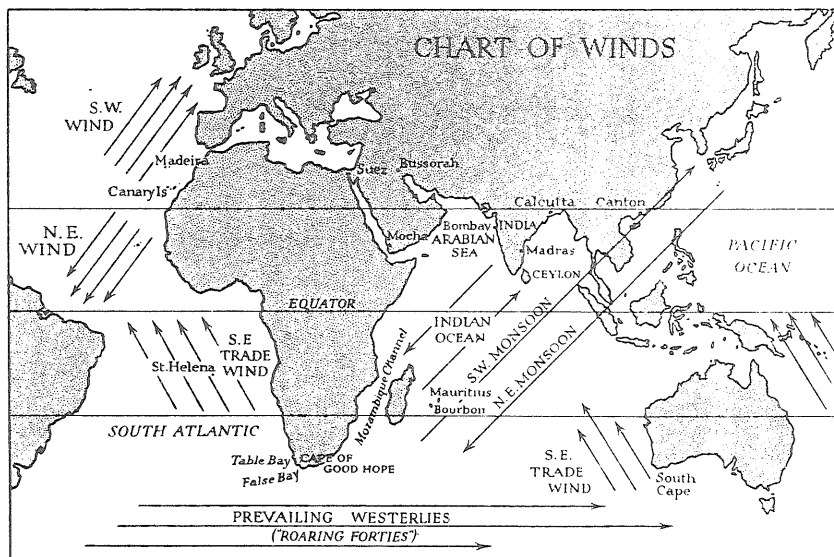 CHART OF WINDS
S.W.
WIND
Madeira
Canary Is
Suez
Bussorah
Calcutta
Canton
N.E.
WIND
Mocha
Bombay
INDIA
ARABIAN
SEA
Madras
CEYLON
PACIFIC
OCEAN
EQUATOR
INDIAN
OCEAN
S.W. MONSOON
N.E. MONSOON
S.E
TRADE
WIND
St. Helena
Mozambique Channel
Mauritius
Bourbon
SOUTH ATLANTIC
Table Bay
False Bay
CAPE OF
GOOD HOPE
S.E.
TRADE
WIND
South
Cape
PREVAILING WESTERLIES
("ROARING FORTIES")